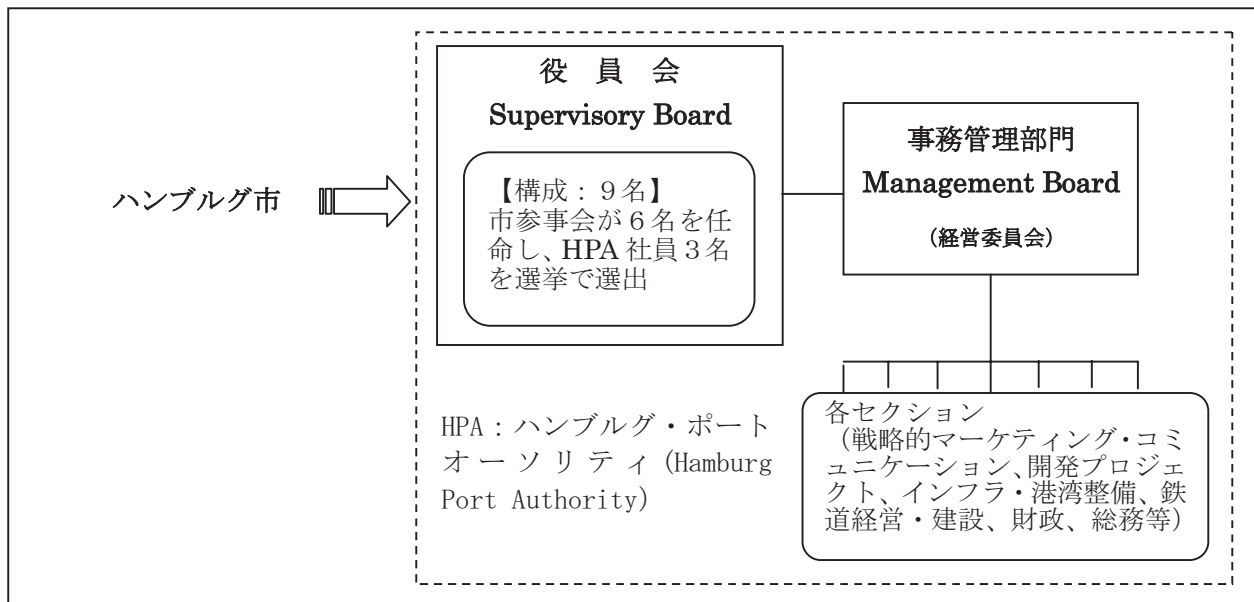 ハンブルグ市
役 員 会
Supervisory Board
【構成：９名】
市参事会が６名を任
命し、HPA 社員３名
を選挙で選出
事務管理部門
Management Board
（経営委員会）
HPA：ハンブルグ・ポート
オーソリティ(Hamburg
Port Authority)
各セクション
（戦略的マーケティング・コミ
ュニケーション、開発プロジェ
クト、インフラ・港湾整備、鉄
道経営・建設、財政、総務等）